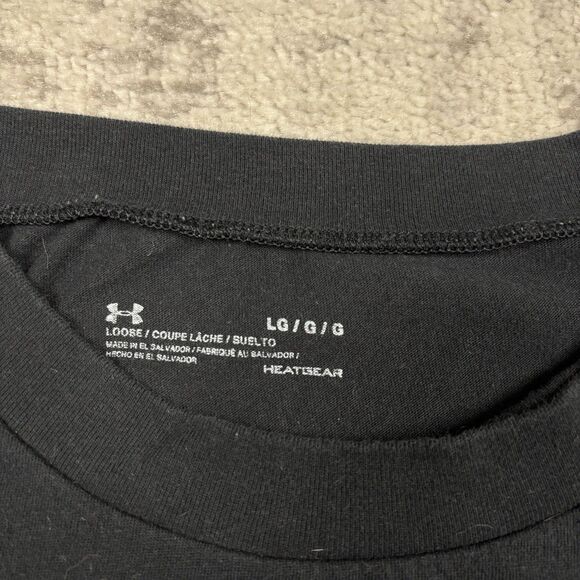 LG / G / G
LOOSE / COUPE LÂCHE / SUELTO
MADE IN EL SALVADOR / FABRIQUÉ AU SALVADOR /
HECHO EN EL SALVADOR
HEATGEAR